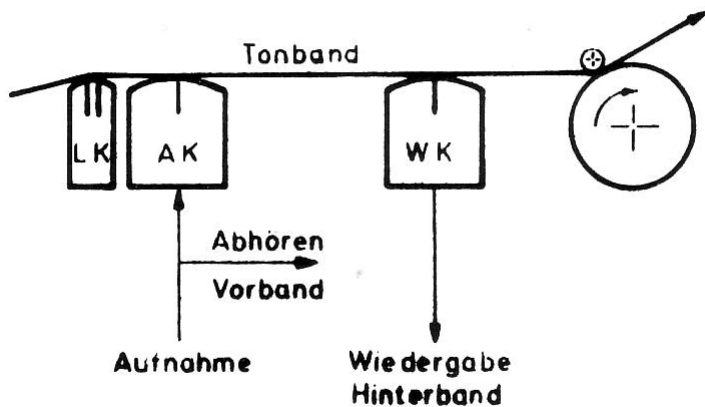 Tonband
LK
AK
WK
Abhören
Vorband
Aufnahme
Wiedergabe
Hinterband